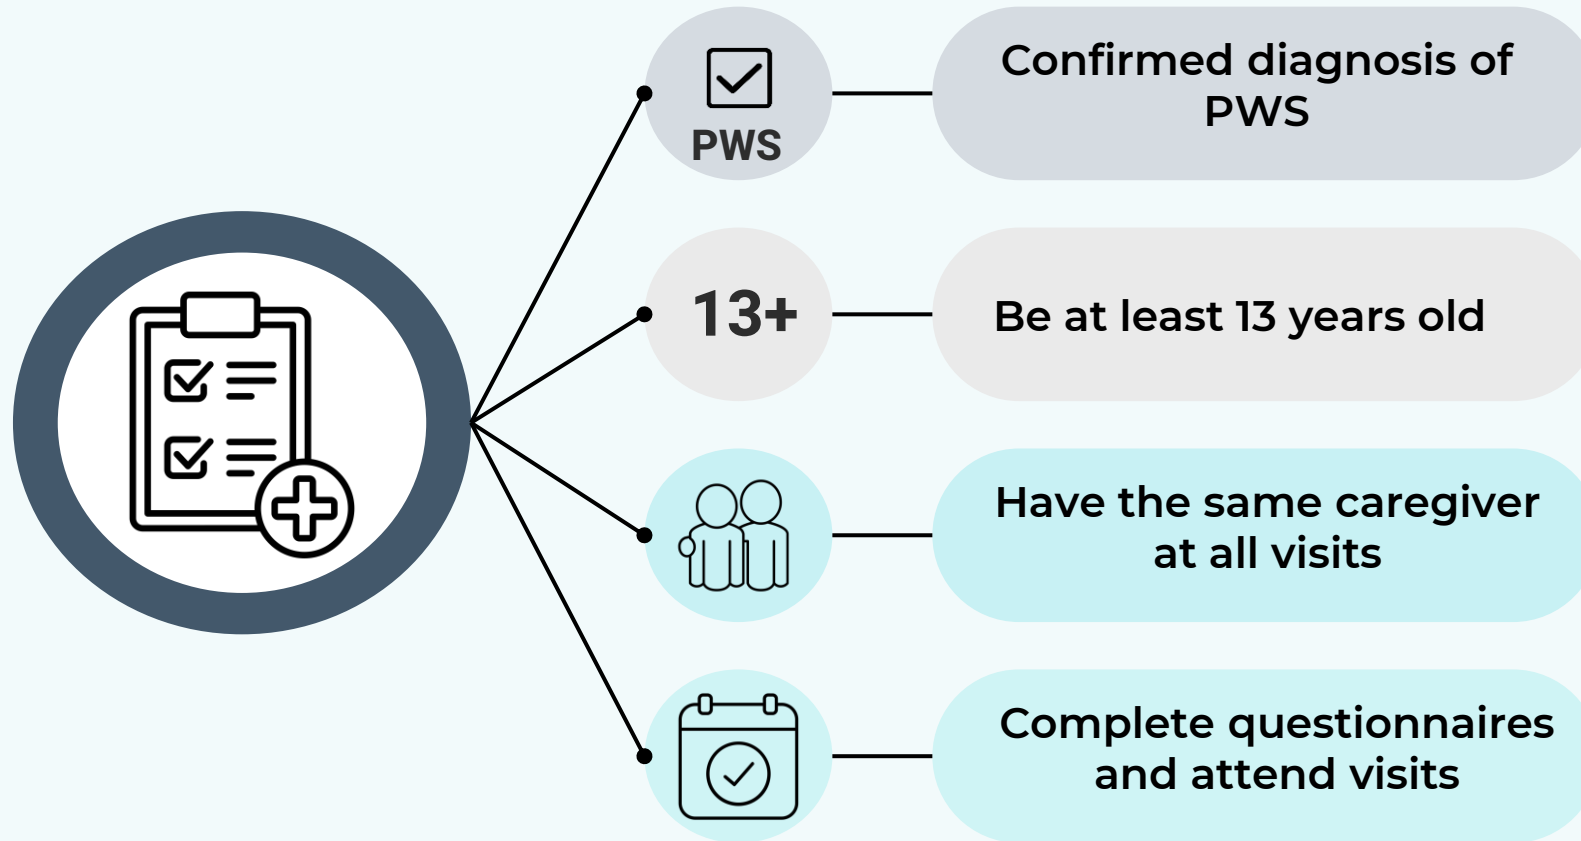 PWS
Confirmed diagnosis of
PWS
13+
Be at least 13 years old
Have the same caregiver
at all visits
Complete questionnaires
and attend visits